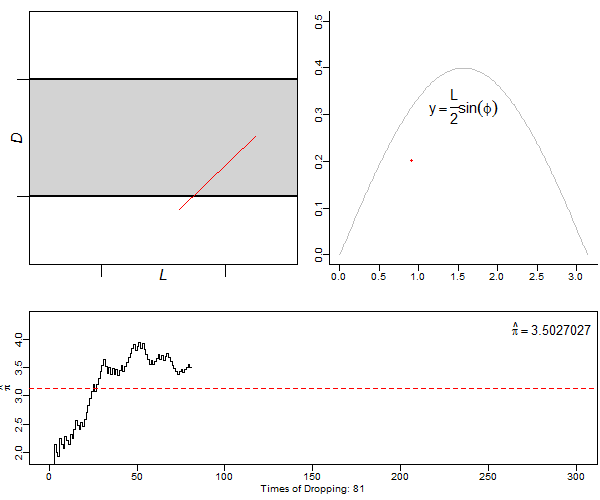 D
L
0.5
0.4
0.3
0.2
0.1
0.0
y = L/2 sin(ϕ)
0.0 0.5 1.0 1.5 2.0 2.5 3.0
π̂ = 3.5027027
4.0
3.5
3.0
2.5
2.0
π̂
0 50 100 150 200 250 300
Times of Dropping: 81